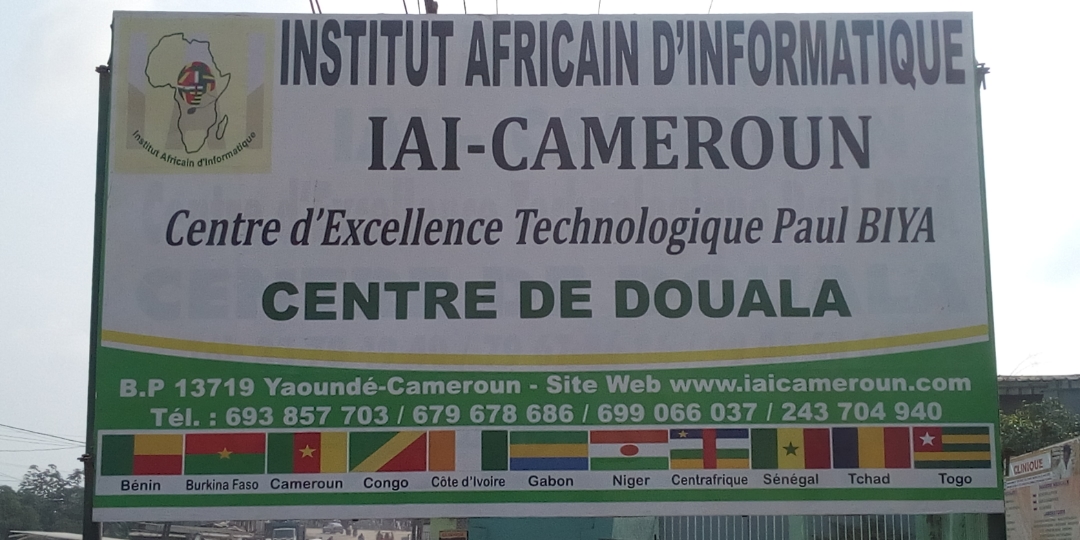 INSTITUT AFRICAIN D'INFORMATIQUE
Institut Africain d'Informatique
IAI-CAMEROUN
Centre d'Excellence Technologique Paul BIYA
CENTRE DE DOUALA
B.P 13719 Yaoundé-Cameroun - Site Web www.iaicameroun.com
Tél. : 693 857 703 / 679 678 686 / 699 066 037 / 243 704 940
Bénin Burkina Faso Cameroun Congo Côte d'Ivoire Gabon Niger Centrafrique Sénégal Tchad Togo
CLINIQUE